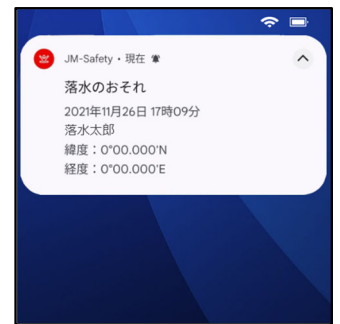 JM-Safety • 現在
落水のおそれ
2021年11月26日 17時09分
落水太郎
緯度：0°00.000'N
経度：0°00.000'E